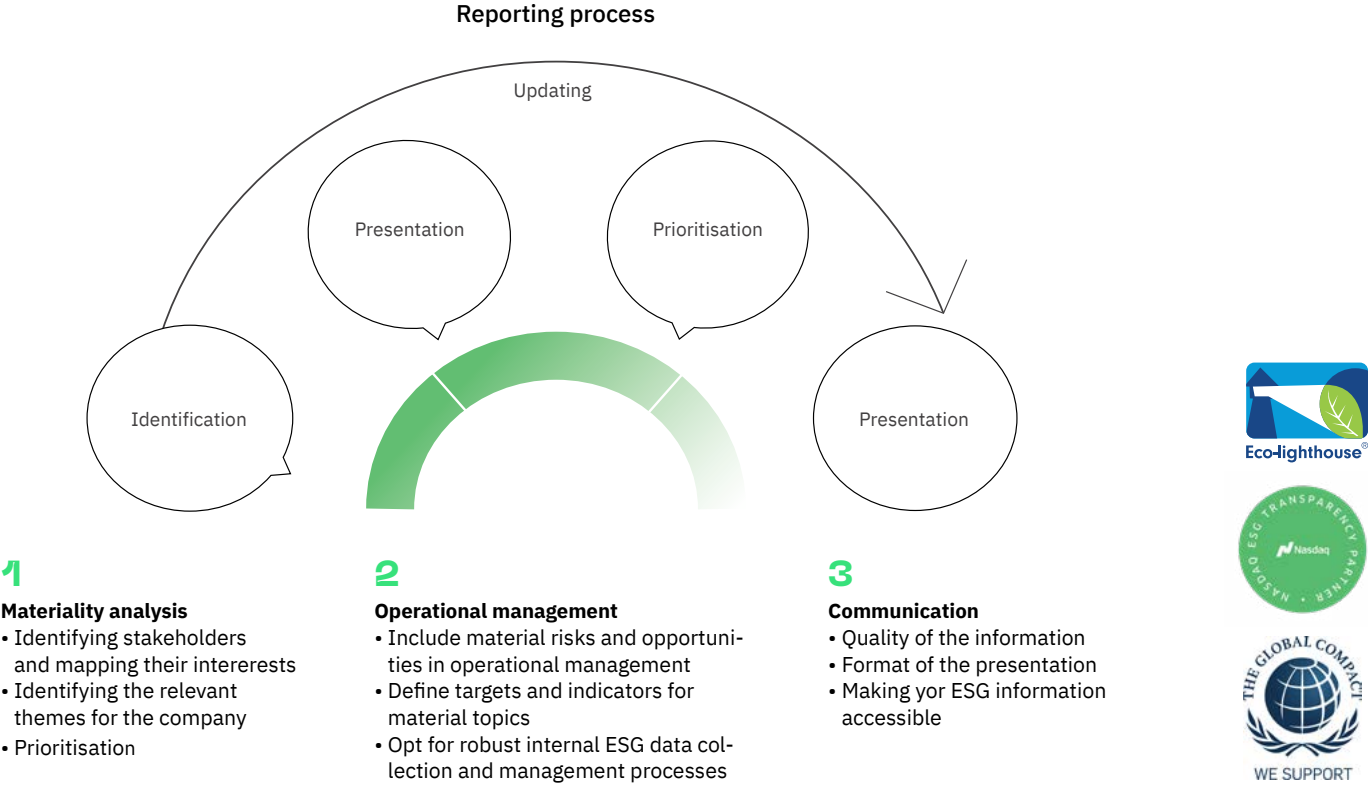 Reporting process
Updating
Presentation
Prioritisation
Identification
Presentation
1
Materiality analysis
• Identifying stakeholders
and mapping their intererests
• Identifying the relevant
themes for the company
• Prioritisation
2
Operational management
• Include material risks and opportuni-
ties in operational management
• Define targets and indicators for
material topics
• Opt for robust internal ESG data col-
lection and management processes
3
Communication
• Quality of the information
• Format of the presentation
• Making yor ESG information
accessible
Eco-lighthouse®
NASDAQ ESG TRANSPARENCY PARTNER •
Nasdaq
THE GLOBAL COMPACT
WE SUPPORT